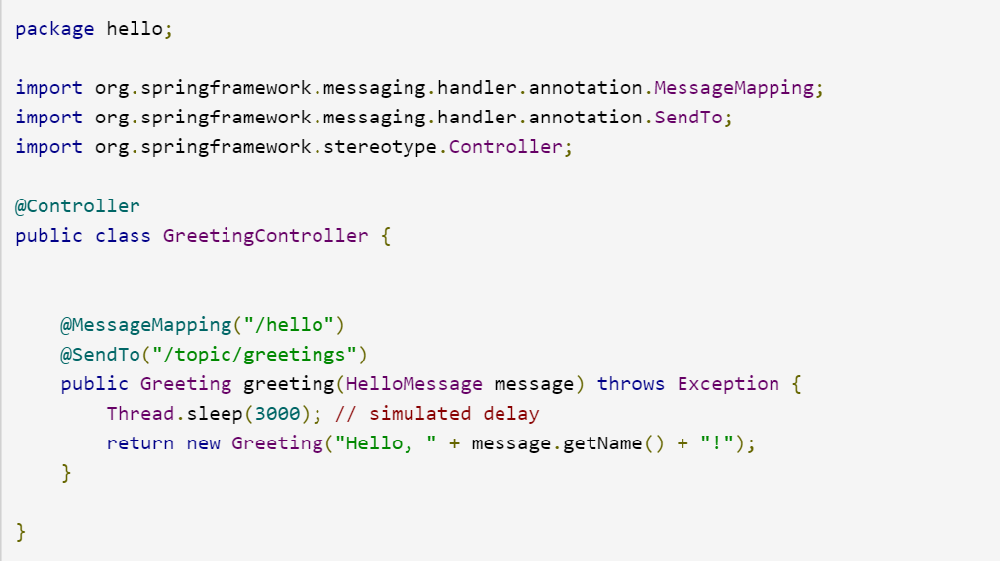 package hello;

import org.springframework.messaging.handler.annotation.MessageMapping;
import org.springframework.messaging.handler.annotation.SendTo;
import org.springframework.stereotype.Controller;

@Controller
public class GreetingController {


    @MessageMapping("/hello")
    @SendTo("/topic/greetings")
    public Greeting greeting(HelloMessage message) throws Exception {
        Thread.sleep(3000); // simulated delay
        return new Greeting("Hello, " + message.getName() + "!");
    }

}